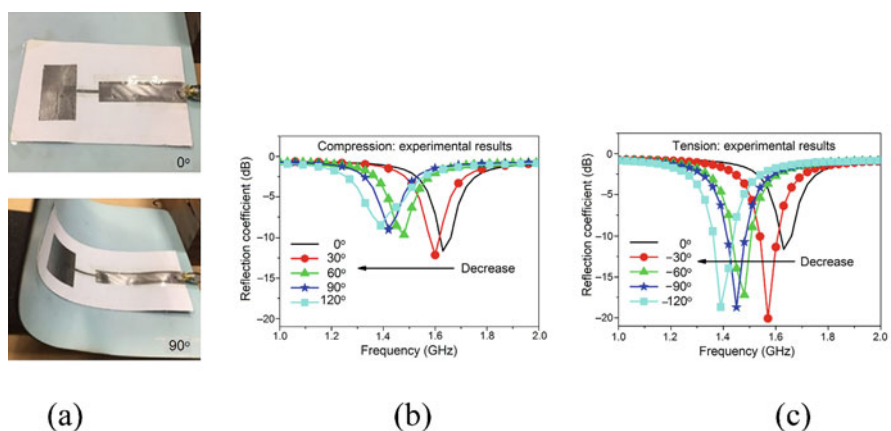 0°
90°
(a)
Compression: experimental results
0
−5
−10
−15
−20
Reflection coefficient (dB)
0°
30°
60°
90°
120°
Decrease
1.0 1.2 1.4 1.6 1.8 2.0
Frequency (GHz)
(b)
Tension: experimental results
0
−5
−10
−15
−20
Reflection coefficient (dB)
0°
−30°
−60°
−90°
−120°
Decrease
1.0 1.2 1.4 1.6 1.8 2.0
Frequency (GHz)
(c)